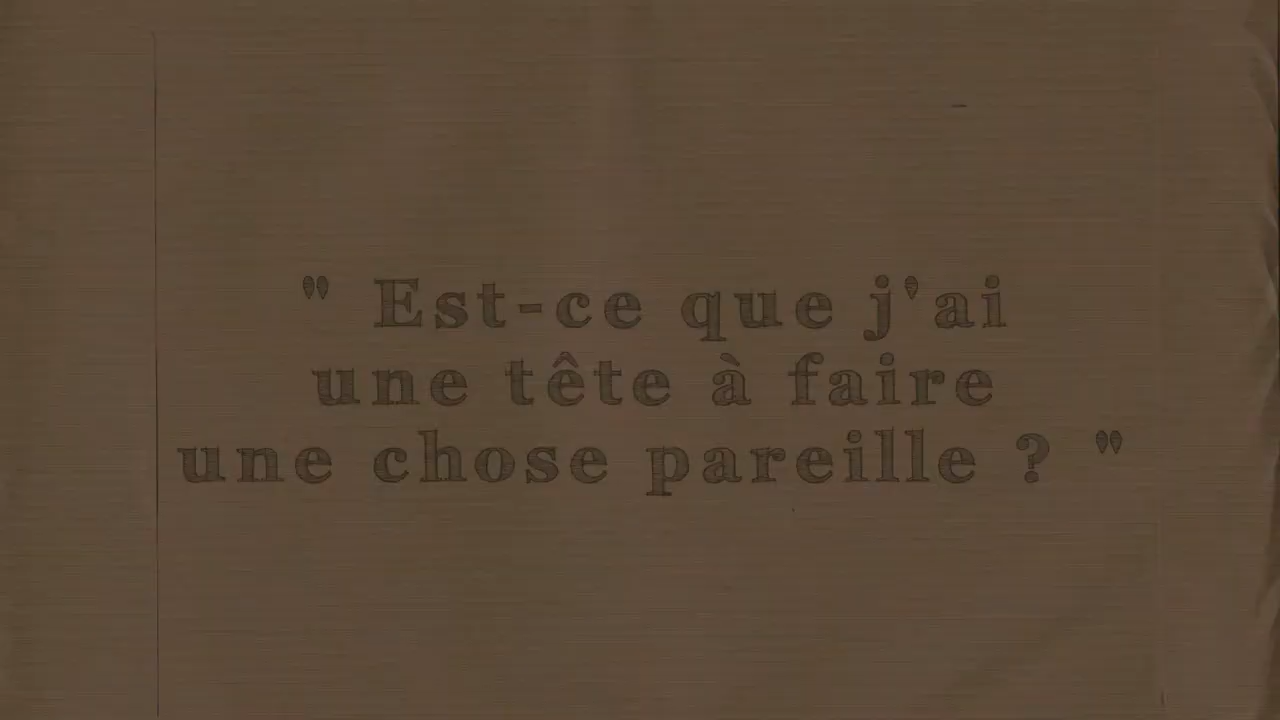 " Est-ce que j'ai
une tête à faire
une chose pareille ? "